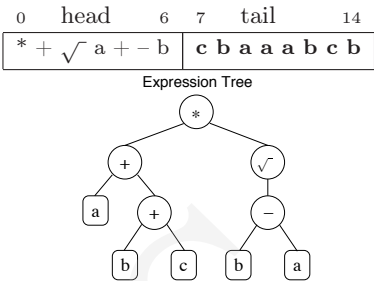 0 head 6 7 tail 14
* + √ a + – b c b a a a b c b
Expression Tree
*
+ √
a + –
b c b a